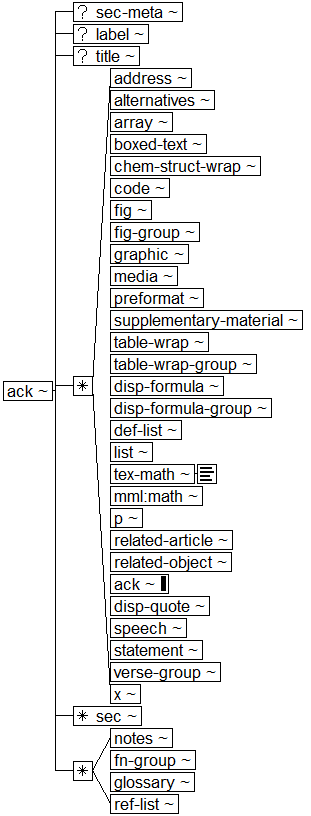 ? sec-meta ~
? label ~
? title ~
address ~
alternatives ~
array ~
boxed-text ~
chem-struct-wrap ~
code ~
fig ~
fig-group ~
graphic ~
media ~
preformat ~
supplementary-material ~
table-wrap ~
table-wrap-group ~
ack ~ * disp-formula ~
disp-formula-group ~
def-list ~
list ~
tex-math ~
mml:math ~
p ~
related-article ~
related-object ~
ack ~
disp-quote ~
speech ~
statement ~
verse-group ~
x ~
* sec ~
notes ~
* fn-group ~
glossary ~
ref-list ~